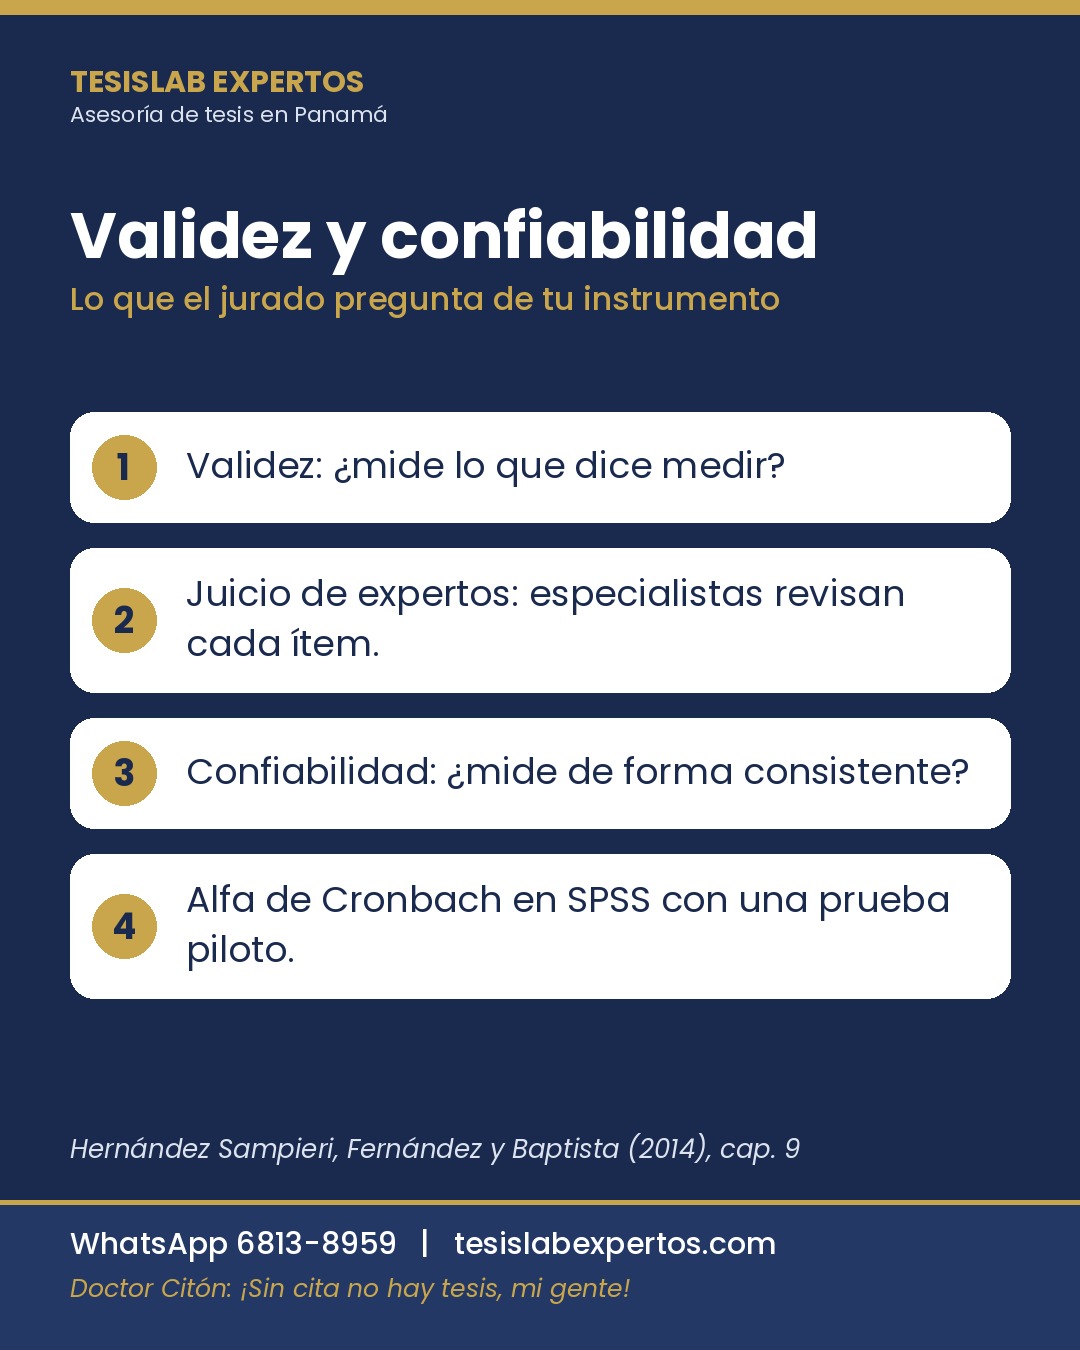 TESISLAB EXPERTOS
Asesoría de tesis en Panamá
Validez y confiabilidad
Lo que el jurado pregunta de tu instrumento
1 Validez: ¿mide lo que dice medir?
2 Juicio de expertos: especialistas revisan
cada ítem.
3 Confiabilidad: ¿mide de forma consistente?
4 Alfa de Cronbach en SPSS con una prueba
piloto.
Hernández Sampieri, Fernández y Baptista (2014), cap. 9
WhatsApp 6813-8959 | tesislabexpertos.com
Doctor Citón: ¡Sin cita no hay tesis, mi gente!